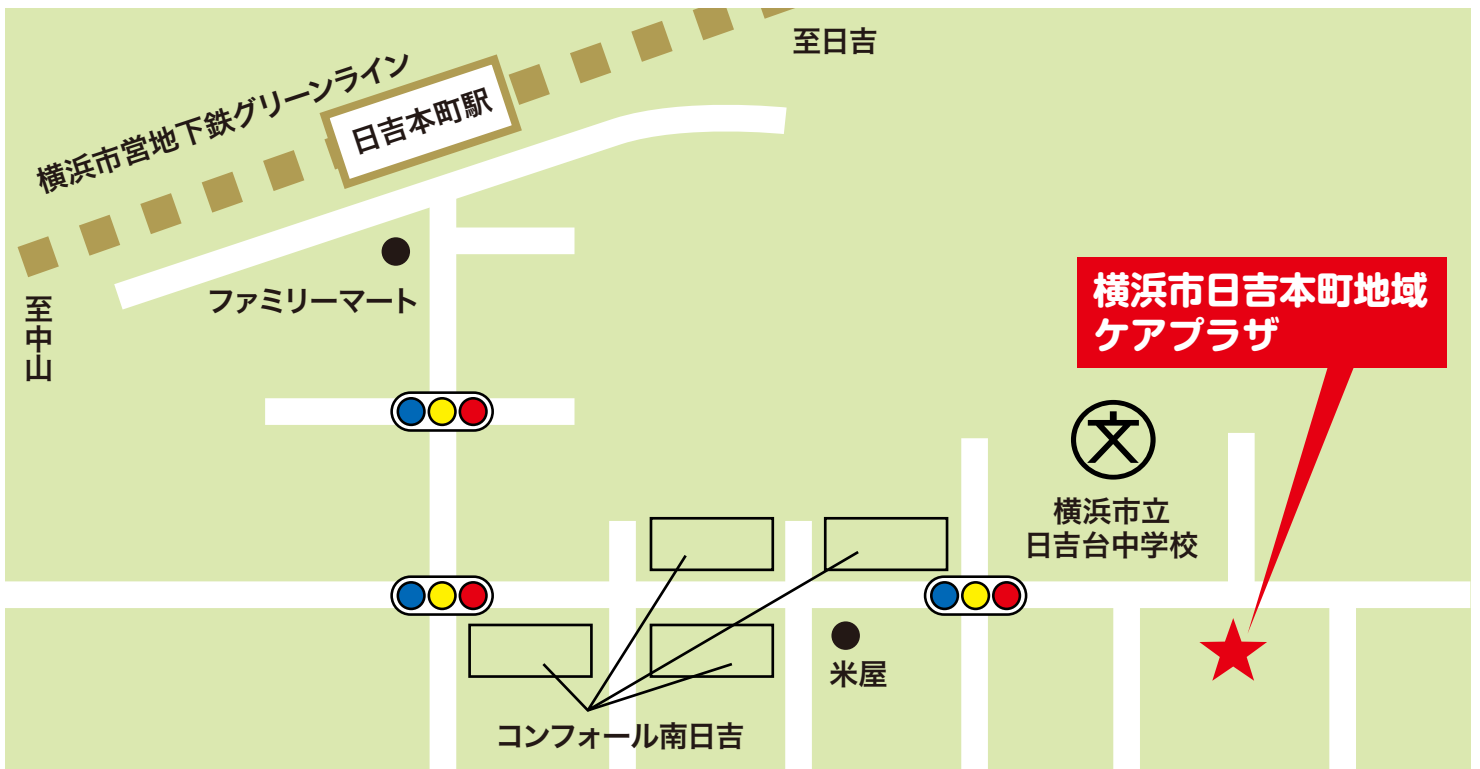 至日吉
横浜市営地下鉄グリーンライン
日吉本町駅
ファミリーマート
至中山
横浜市日吉本町地域
ケアプラザ
文
横浜市立
日吉台中学校
米屋
コンフォール南日吉